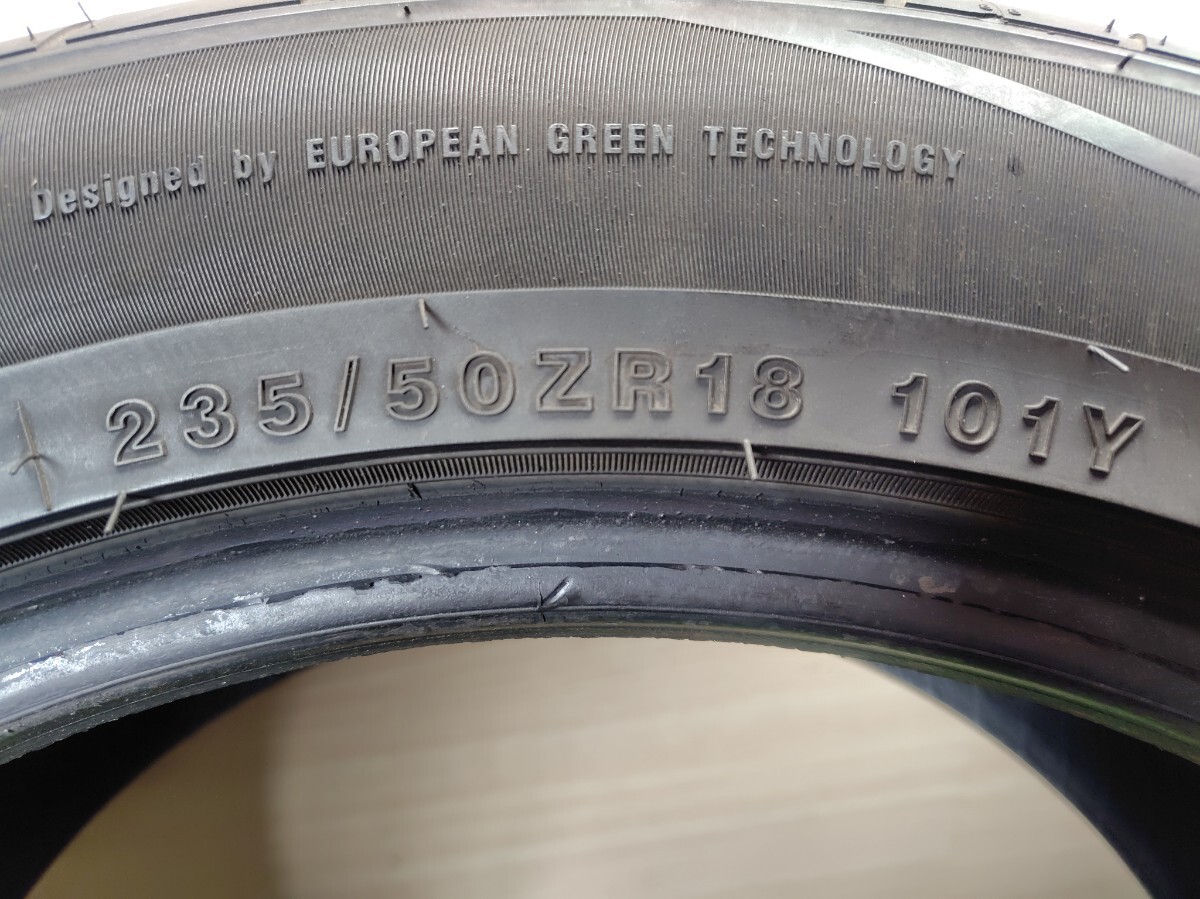 Designed by EUROPEAN GREEN TECHNOLOGY
235/50ZR18 101Y